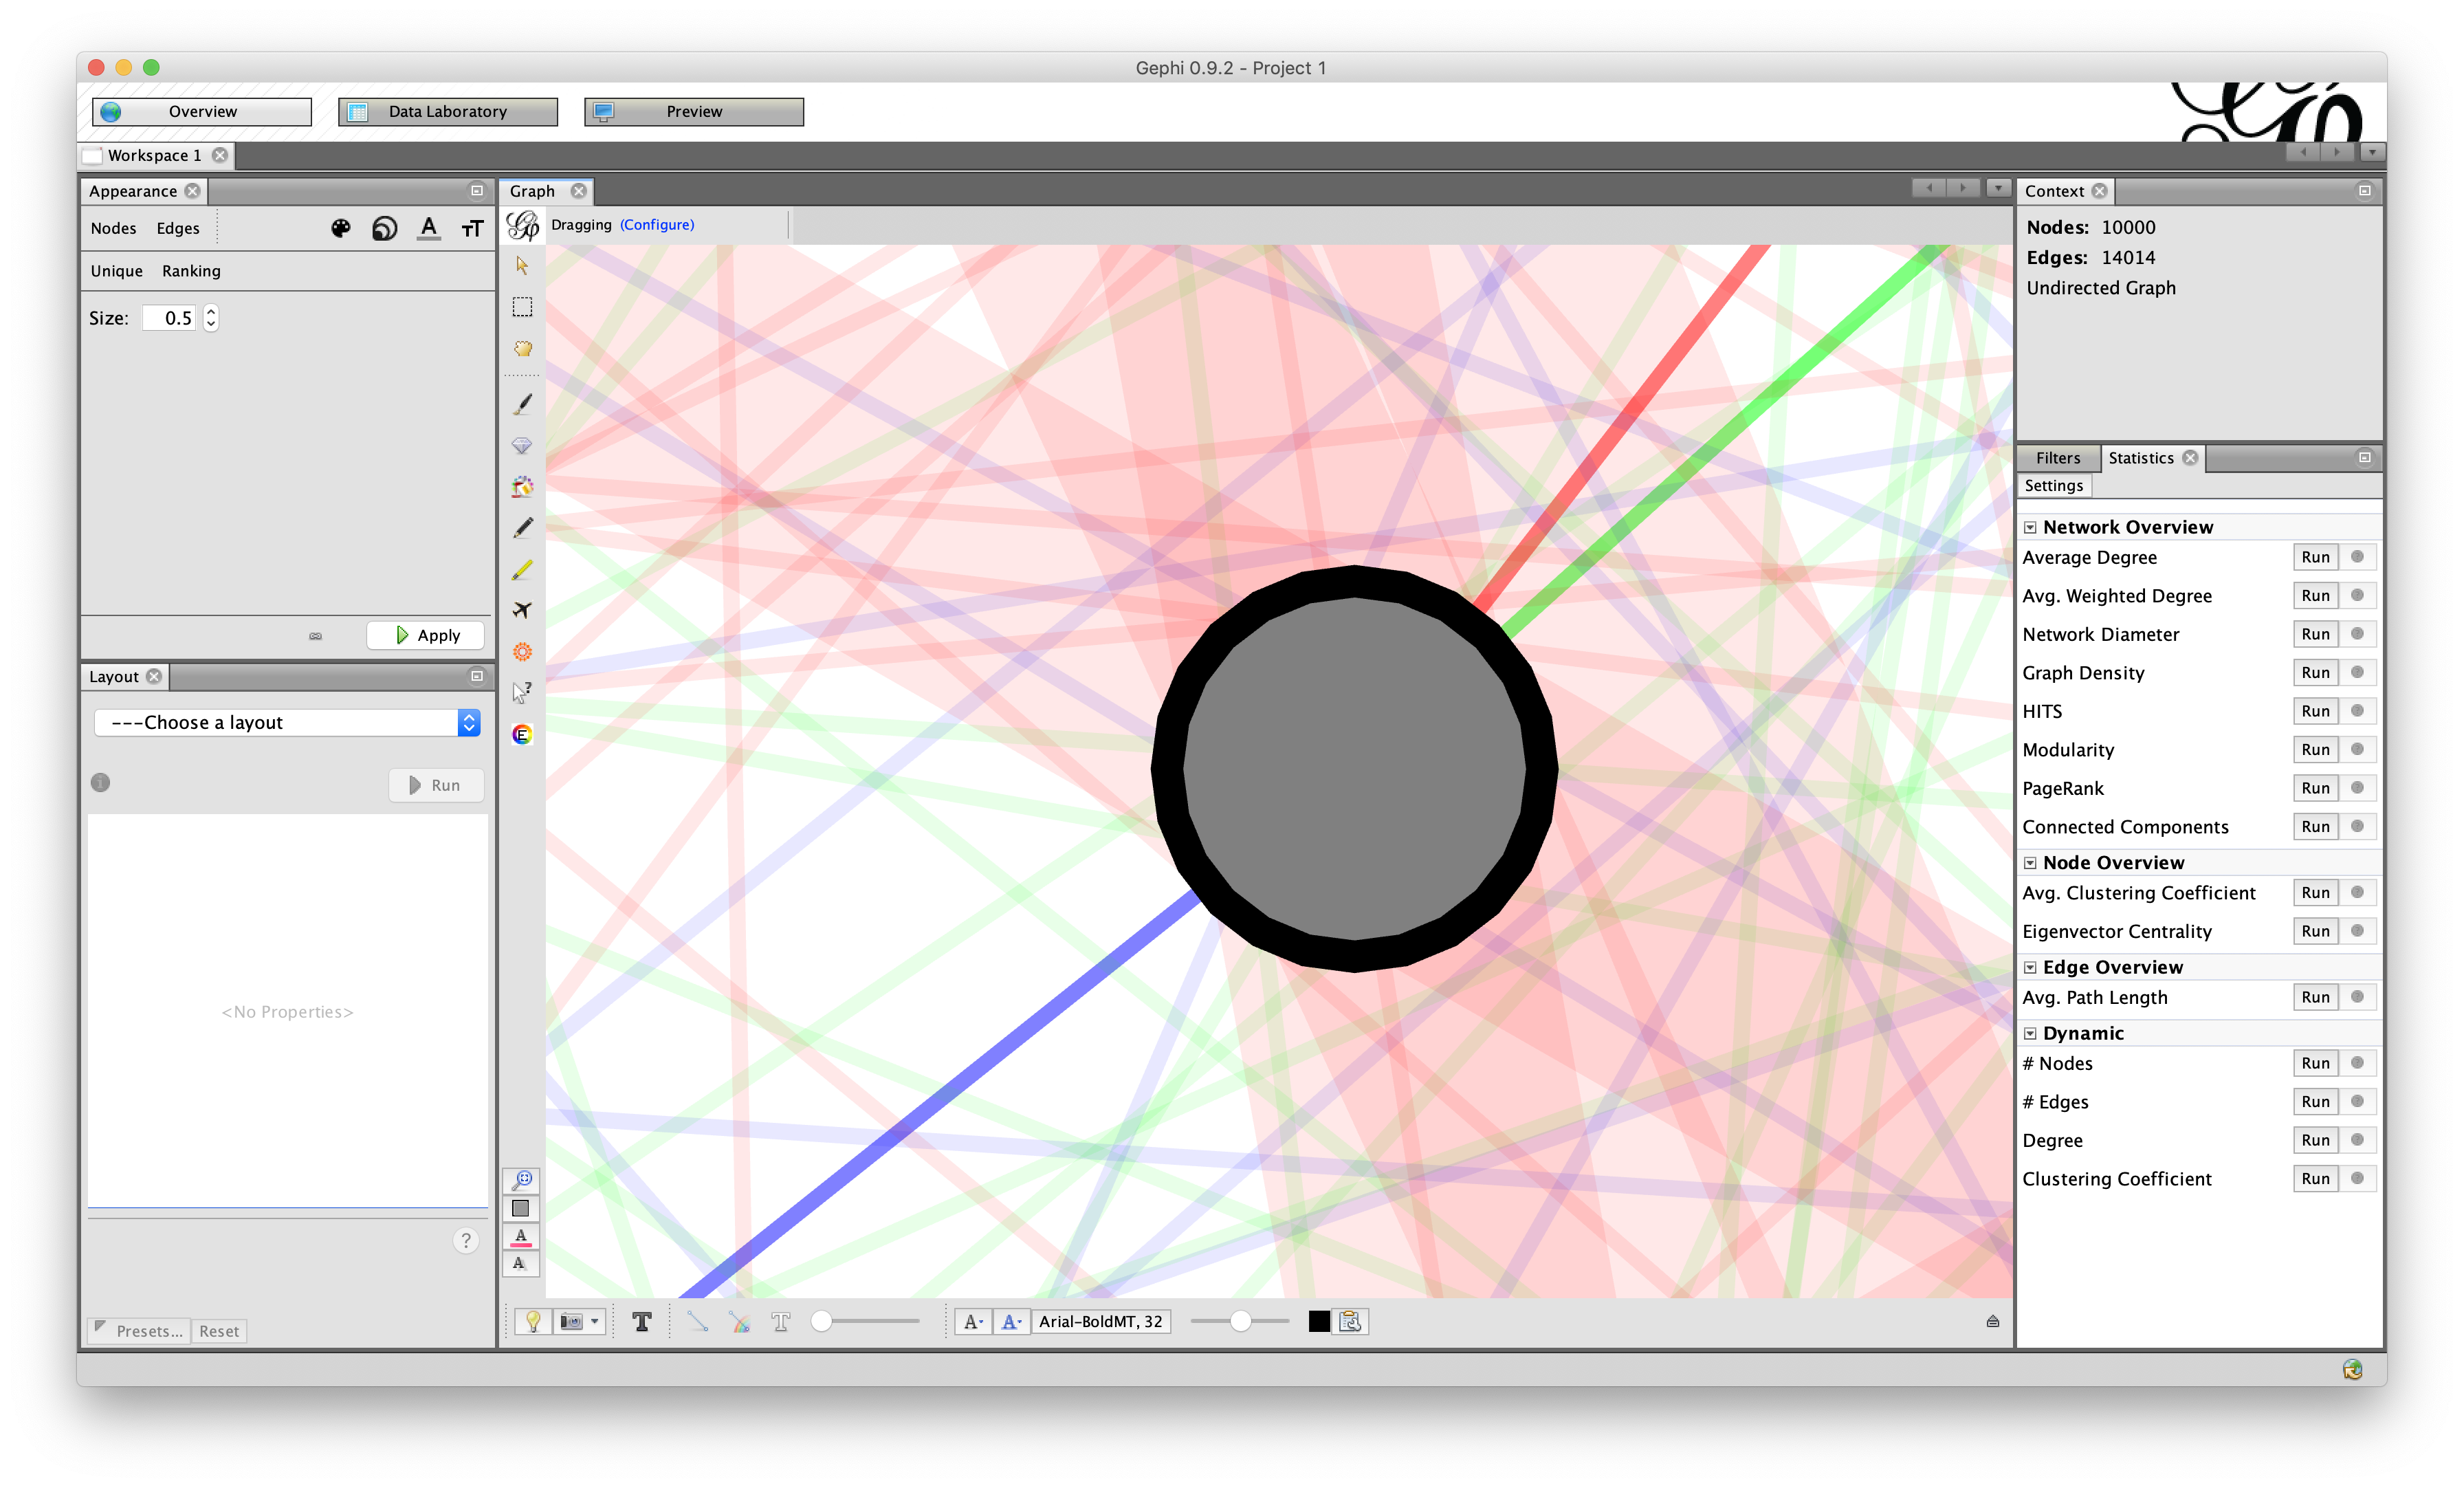 Gephi 0.9.2 - Project 1
Overview
Data Laboratory
Preview
Workspace 1
Appearance
Nodes Edges
Unique Ranking
Size: 0.5
Apply
Layout
---Choose a layout
Run
<No Properties>
?
Presets... Reset
Graph
Dragging (Configure)
Arial-BoldMT, 32
Context
Nodes: 10000
Edges: 14014
Undirected Graph
Filters Statistics
Settings
Network Overview
Average Degree Run
Avg. Weighted Degree Run
Network Diameter Run
Graph Density Run
HITS Run
Modularity Run
PageRank Run
Connected Components Run
Node Overview
Avg. Clustering Coefficient Run
Eigenvector Centrality Run
Edge Overview
Avg. Path Length Run
Dynamic
# Nodes Run
# Edges Run
Degree Run
Clustering Coefficient Run